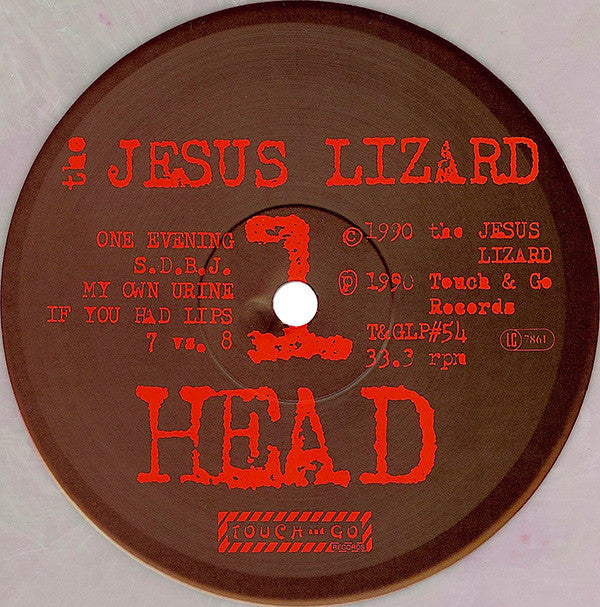 the JESUS LIZARD
1
ONE EVENING
S.D.B.J.
MY OWN URINE
IF YOU HAD LIPS
7 vs. 8
©1990 the JESUS
LIZARD
℗ 1990 Touch & Go
Records
T&GLP#54
33.3 rpm
LC 7861
HEAD
TOUCH and GO
RECORDS